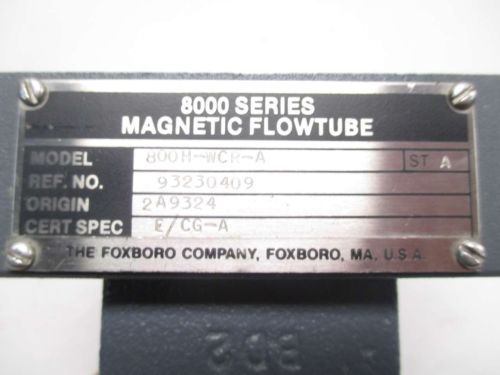 8000 SERIES
MAGNETIC FLOWTUBE
MODEL 800H-WCR-A ST A
REF. NO. 93230409
ORIGIN 2A9324
CERT SPEC E/CG-A
THE FOXBORO COMPANY, FOXBORO, MA, U.S.A.
BD2